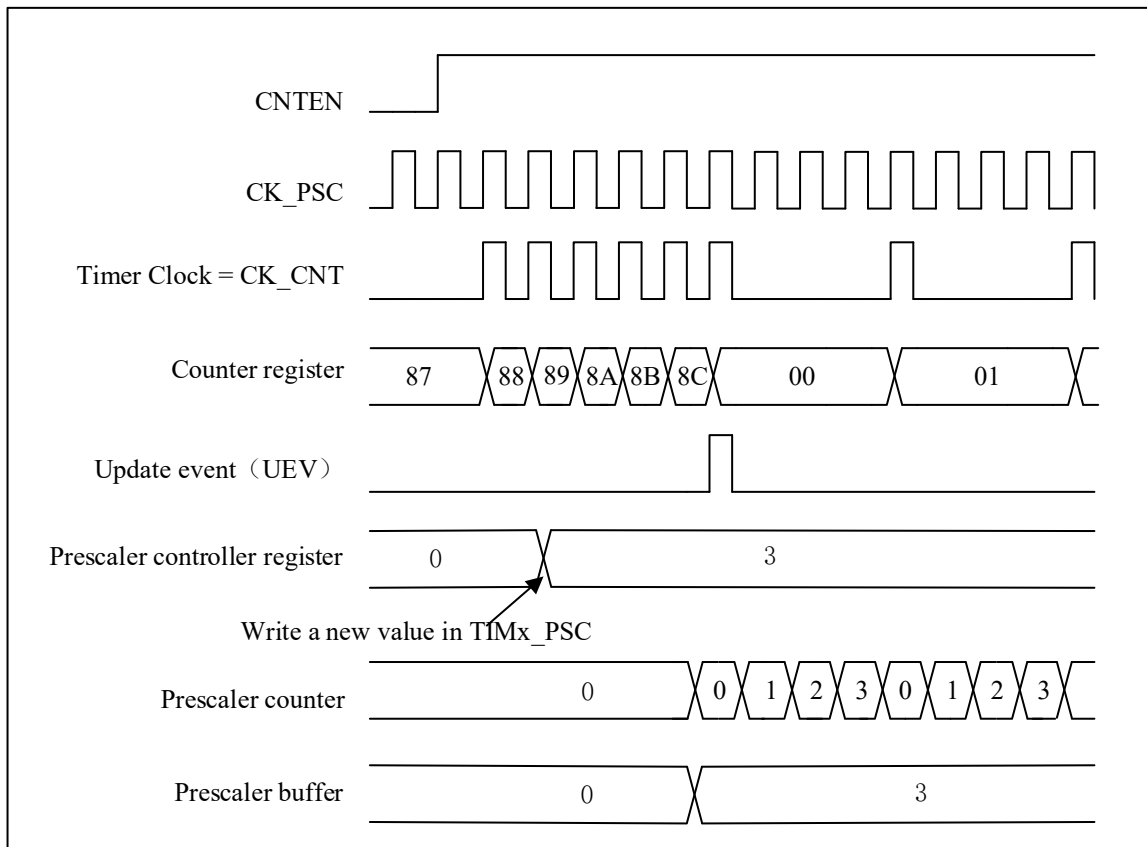 CNTEN
CK_PSC
Timer Clock = CK_CNT
Counter register
87 88 89 8A 8B 8C 00 01
Update event（UEV）
Prescaler controller register
0 3
Write a new value in TIMx_PSC
Prescaler counter
0 0 1 2 3 0 1 2 3
Prescaler buffer
0 3